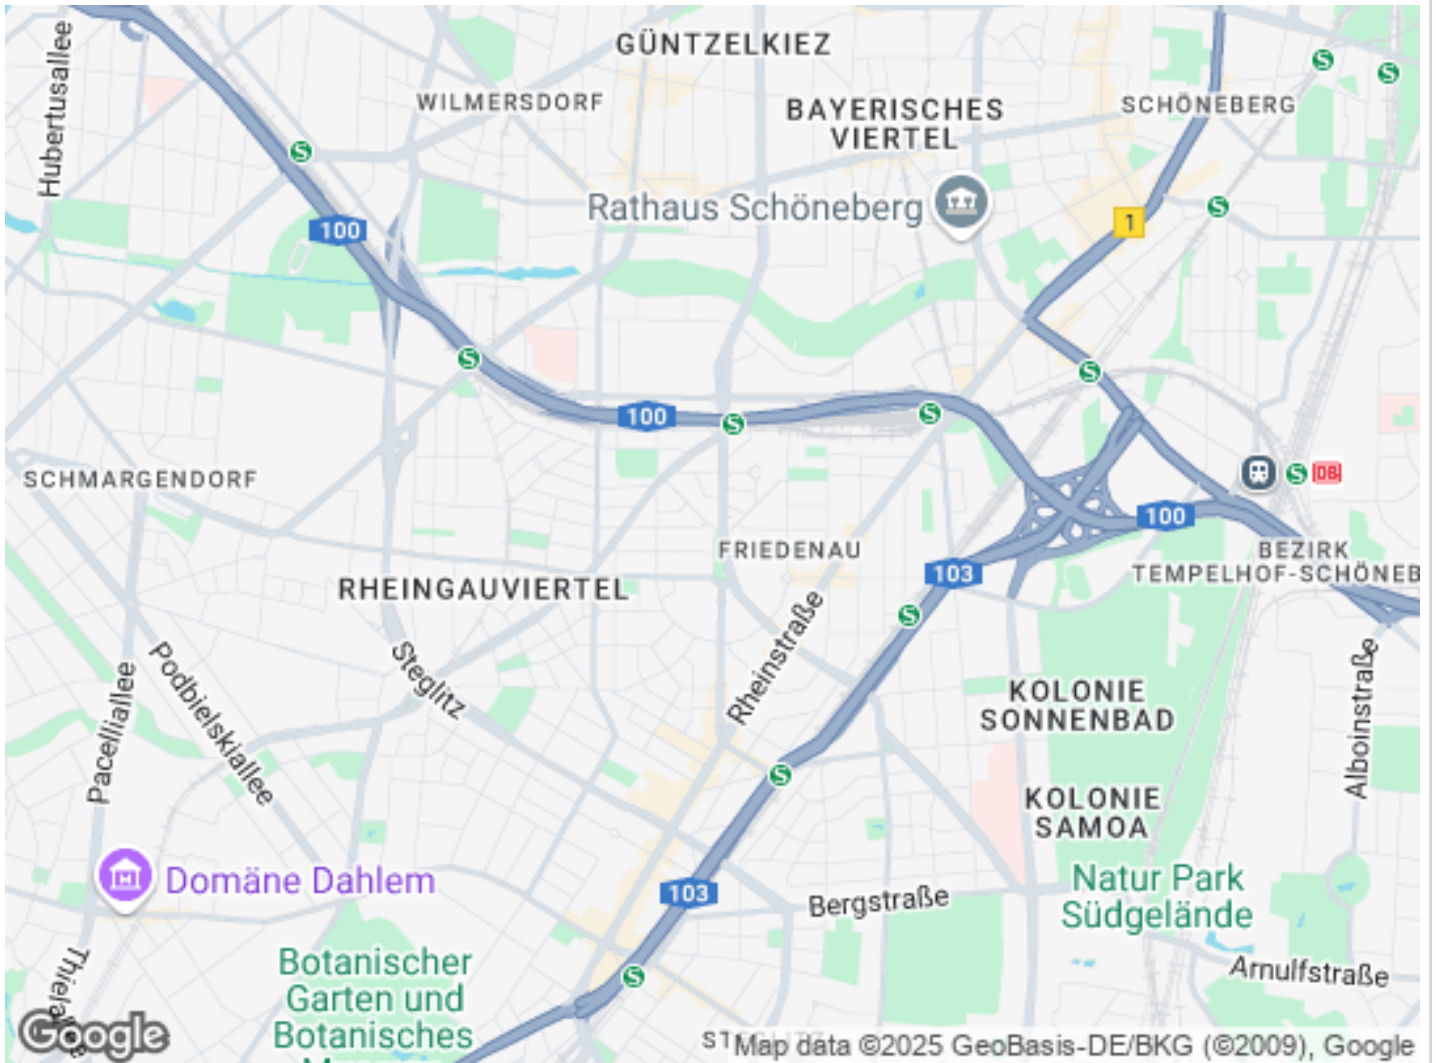 GÜNTZELKIEZ
Hubertusallee
WILMERSDORF
BAYERISCHES
VIERTEL
SCHÖNEBERG
S
S
S
Rathaus Schöneberg
S
1
100
S
S
100
S
S
SCHMARGENDORF
S
DB
100
FRIEDENAU
BEZIRK
TEMPELHOF-SCHÖNEB
103
RHEINGAUVIERTEL
S
Rheinstraße
Steglitz
Podbielskiallee
Pacelliallee
KOLONIE
SONNENBAD
Alboinstraße
S
KOLONIE
SAMOA
Domäne Dahlem
103
Bergstraße
Natur Park
Südgelände
Botanischer
Garten und
Botanisches
S
Arnulfstraße
Google
Map data ©2025 GeoBasis-DE/BKG (©2009), Google